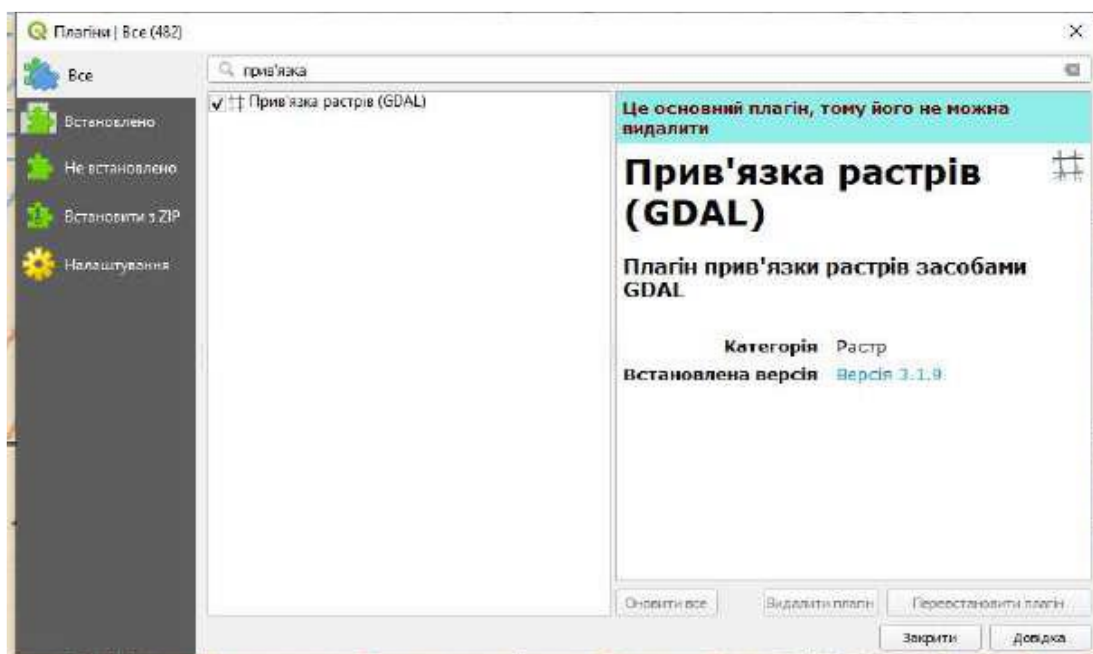 Плагіни | Все (482)
Все
прив'язка
Встановлено
Не встановлено
Встановити з ZIP
Налаштування
Прив'язка растрів (GDAL)
Це основний плагін, тому його не можна
видалити
Прив'язка растрів
(GDAL)
Плагін прив'язки растрів засобами
GDAL
Категорія Растр
Встановлена версія Версія 3.1.9
Оновити все Видалити плагін Перевстановити плагін
Закрити Довідка